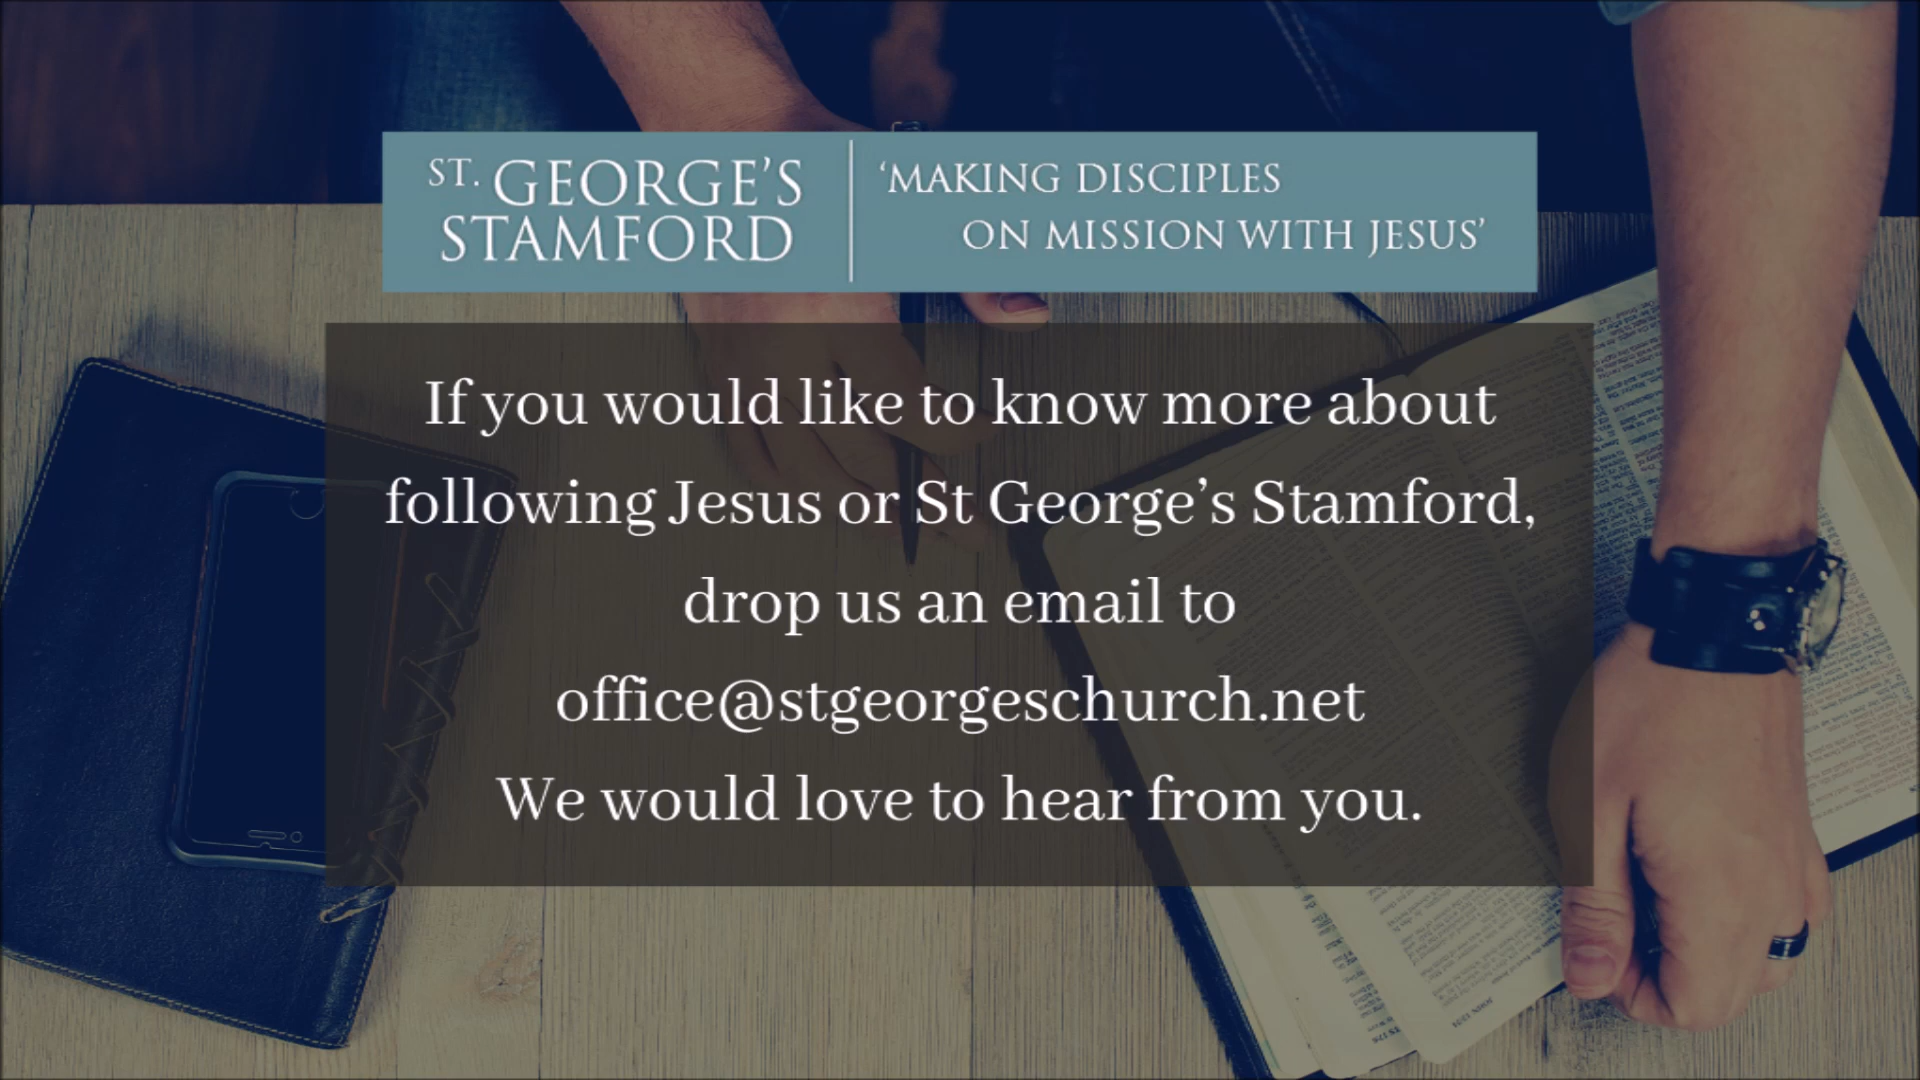 ST. GEORGE'S
STAMFORD
‘MAKING DISCIPLES
ON MISSION WITH JESUS’
If you would like to know more about
following Jesus or St George’s Stamford,
drop us an email to
office@stgeorgeschurch.net
We would love to hear from you.